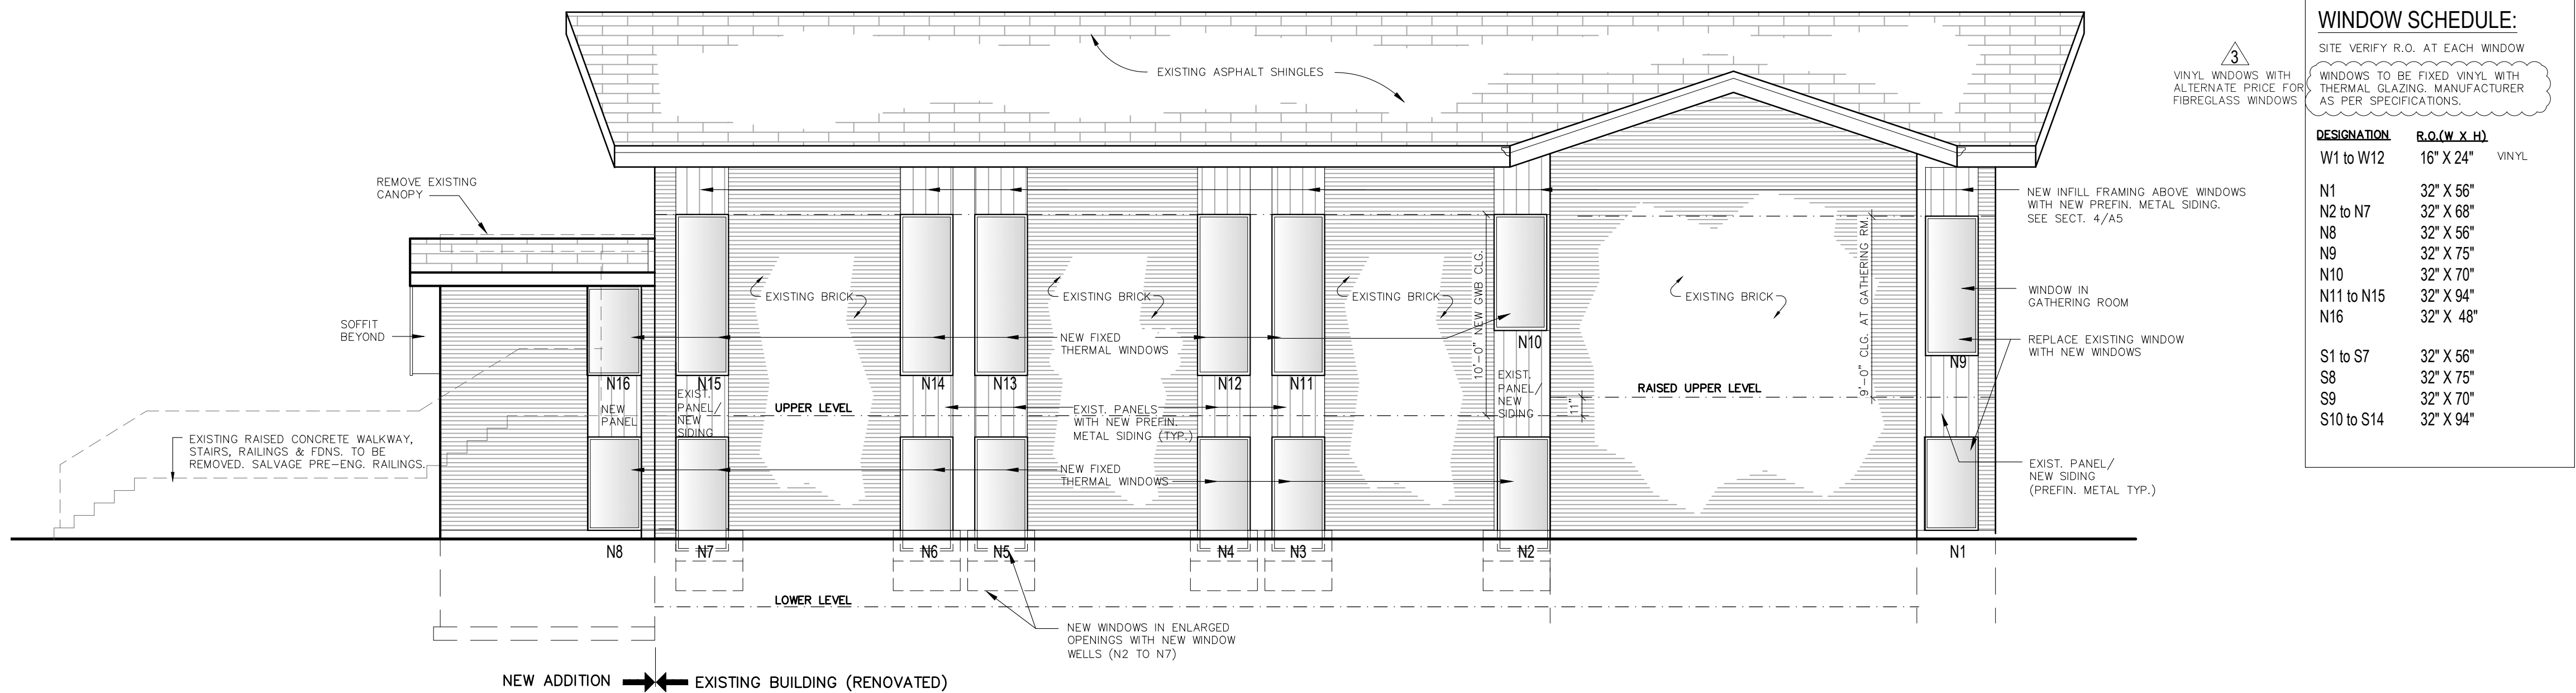 EXISTING ASPHALT SHINGLES
REMOVE EXISTING
CANOPY
SOFFIT
BEYOND
EXISTING RAISED CONCRETE WALKWAY,
STAIRS, RAILINGS & FDNS. TO BE
REMOVED. SALVAGE PRE-ENG. RAILINGS.
EXISTING BRICK
EXISTING BRICK
EXISTING BRICK
EXISTING BRICK
NEW FIXED
THERMAL WINDOWS
N16
N15
N14
N13
N12
N11
N10
N9
NEW
PANEL
EXIST.
PANEL/
NEW
SIDING
UPPER LEVEL
EXIST. PANELS
WITH NEW PREFIN.
METAL SIDING (TYP.)
10'-0" NEW GWB CLG.
EXIST.
PANEL/
NEW
SIDING
11"
RAISED UPPER LEVEL
9'-0" CLG. AT GATHERING RM.
NEW FIXED
THERMAL WINDOWS
N8
N7
N6
N5
N4
N3
N2
N1
LOWER LEVEL
NEW WINDOWS IN ENLARGED
OPENINGS WITH NEW WINDOW
WELLS (N2 TO N7)
NEW ADDITION
EXISTING BUILDING (RENOVATED)
NEW INFILL FRAMING ABOVE WINDOWS
WITH NEW PREFIN. METAL SIDING.
SEE SECT. 4/A5
WINDOW IN
GATHERING ROOM
REPLACE EXISTING WINDOW
WITH NEW WINDOWS
EXIST. PANEL/
NEW SIDING
(PREFIN. METAL TYP.)
3
VINYL WNDOWS WITH
ALTERNATE PRICE FOR
FIBREGLASS WINDOWS
WINDOW SCHEDULE:
SITE VERIFY R.O. AT EACH WINDOW
WINDOWS TO BE FIXED VINYL WITH
THERMAL GLAZING. MANUFACTURER
AS PER SPECIFICATIONS.
DESIGNATION R.O.(W X H)
W1 to W12 16" X 24" VINYL
N1 32" X 56"
N2 to N7 32" X 68"
N8 32" X 56"
N9 32" X 75"
N10 32" X 70"
N11 to N15 32" X 94"
N16 32" X 48"
S1 to S7 32" X 56"
S8 32" X 75"
S9 32" X 70"
S10 to S14 32" X 94"